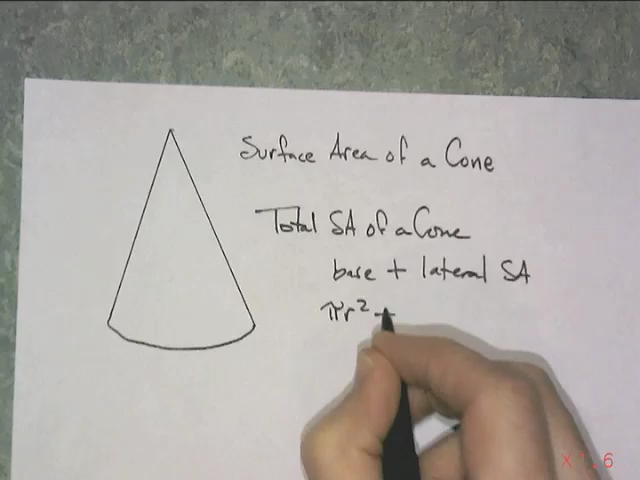 Surface Area of a Cone
Total SA of a Cone
base + lateral SA
πr² +